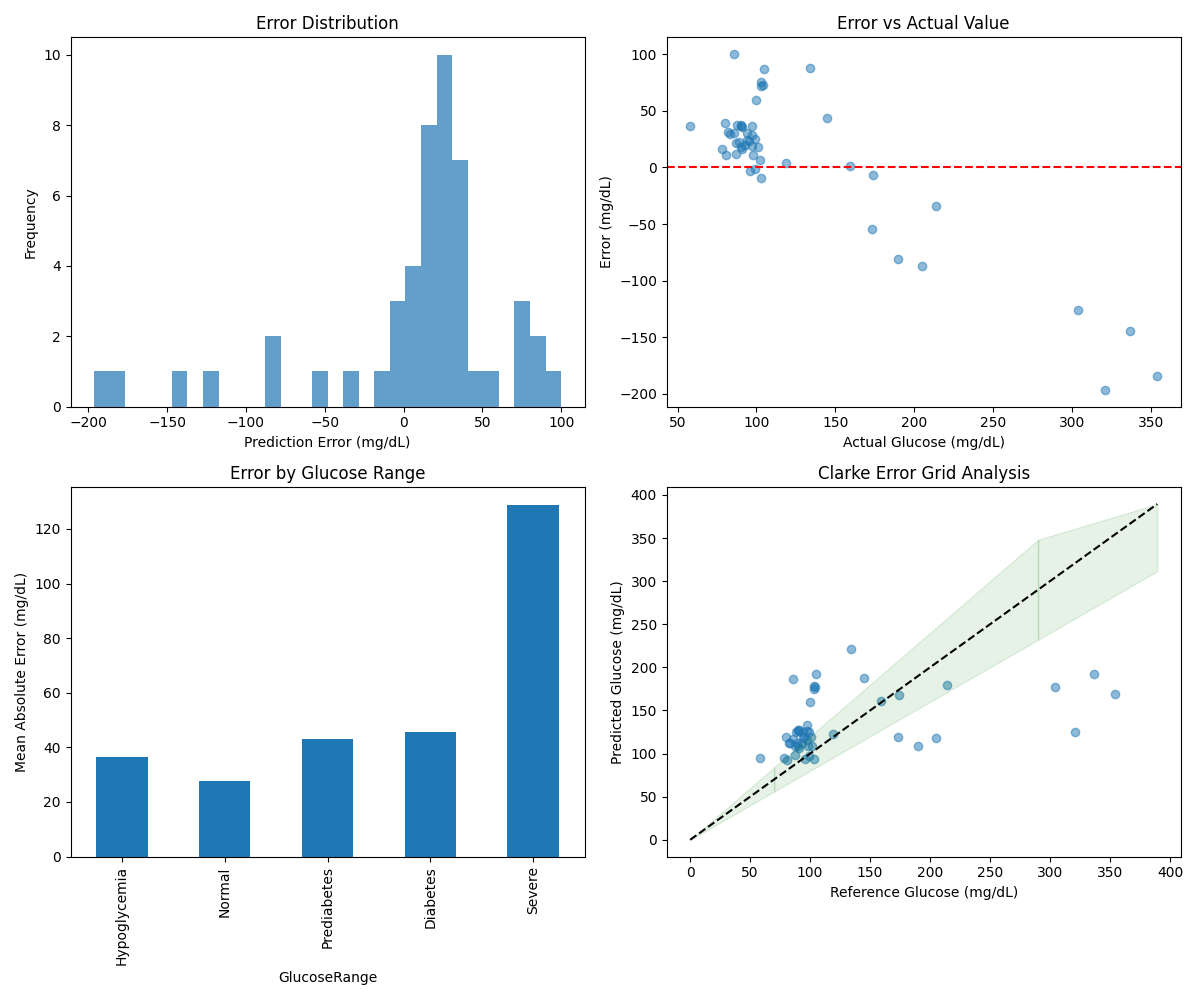 Error Distribution
Frequency
10
8
6
4
2
0
−200 −150 −100 −50 0 50 100
Prediction Error (mg/dL)
Error vs Actual Value
Error (mg/dL)
100
50
0
−50
−100
−150
−200
50 100 150 200 250 300 350
Actual Glucose (mg/dL)
Error by Glucose Range
Mean Absolute Error (mg/dL)
120
100
80
60
40
20
0
Hypoglycemia
Normal
Prediabetes
Diabetes
Severe
GlucoseRange
Clarke Error Grid Analysis
Predicted Glucose (mg/dL)
400
350
300
250
200
150
100
50
0
0 50 100 150 200 250 300 350 400
Reference Glucose (mg/dL)